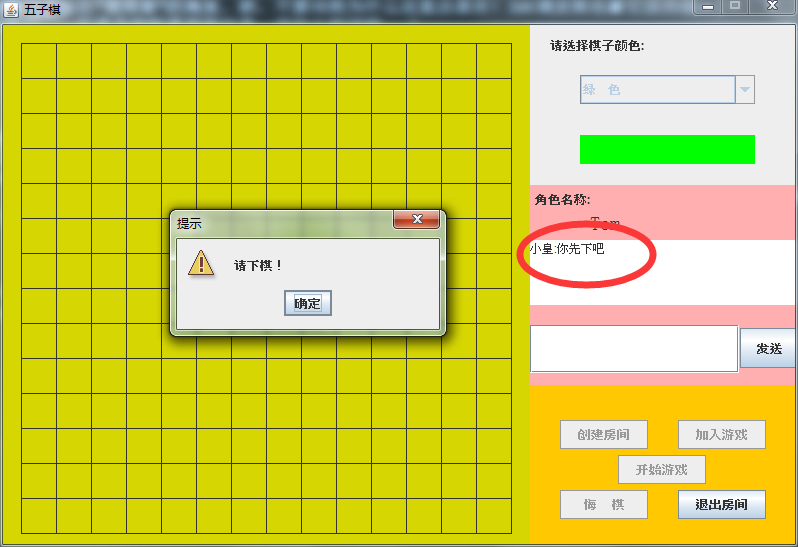 五子棋
请选择棋子颜色:
绿 色
角色名称:
Tom
小皇:你先下吧
提示
请下棋！
确定
发送
创建房间
加入游戏
开始游戏
悔 棋
退出房间